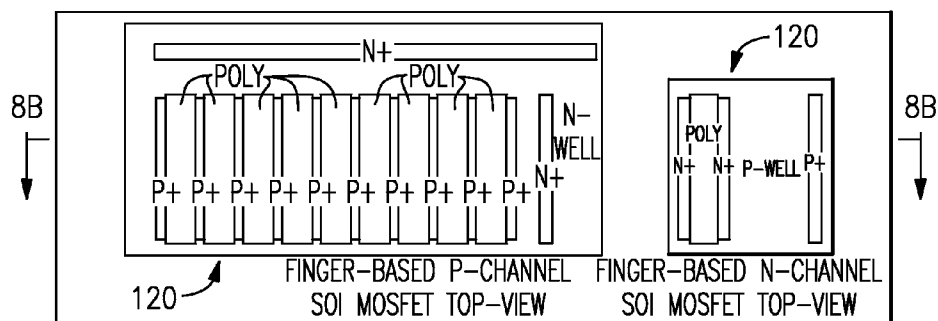 N+
120
POLY POLY
8B 8B
N-
WELL
POLY
N+ N+ P-WELL P+
P+ P+ P+ P+ P+ P+ P+ P+ P+ P+ N+
120
FINGER-BASED P-CHANNEL
SOI MOSFET TOP-VIEW
FINGER-BASED N-CHANNEL
SOI MOSFET TOP-VIEW